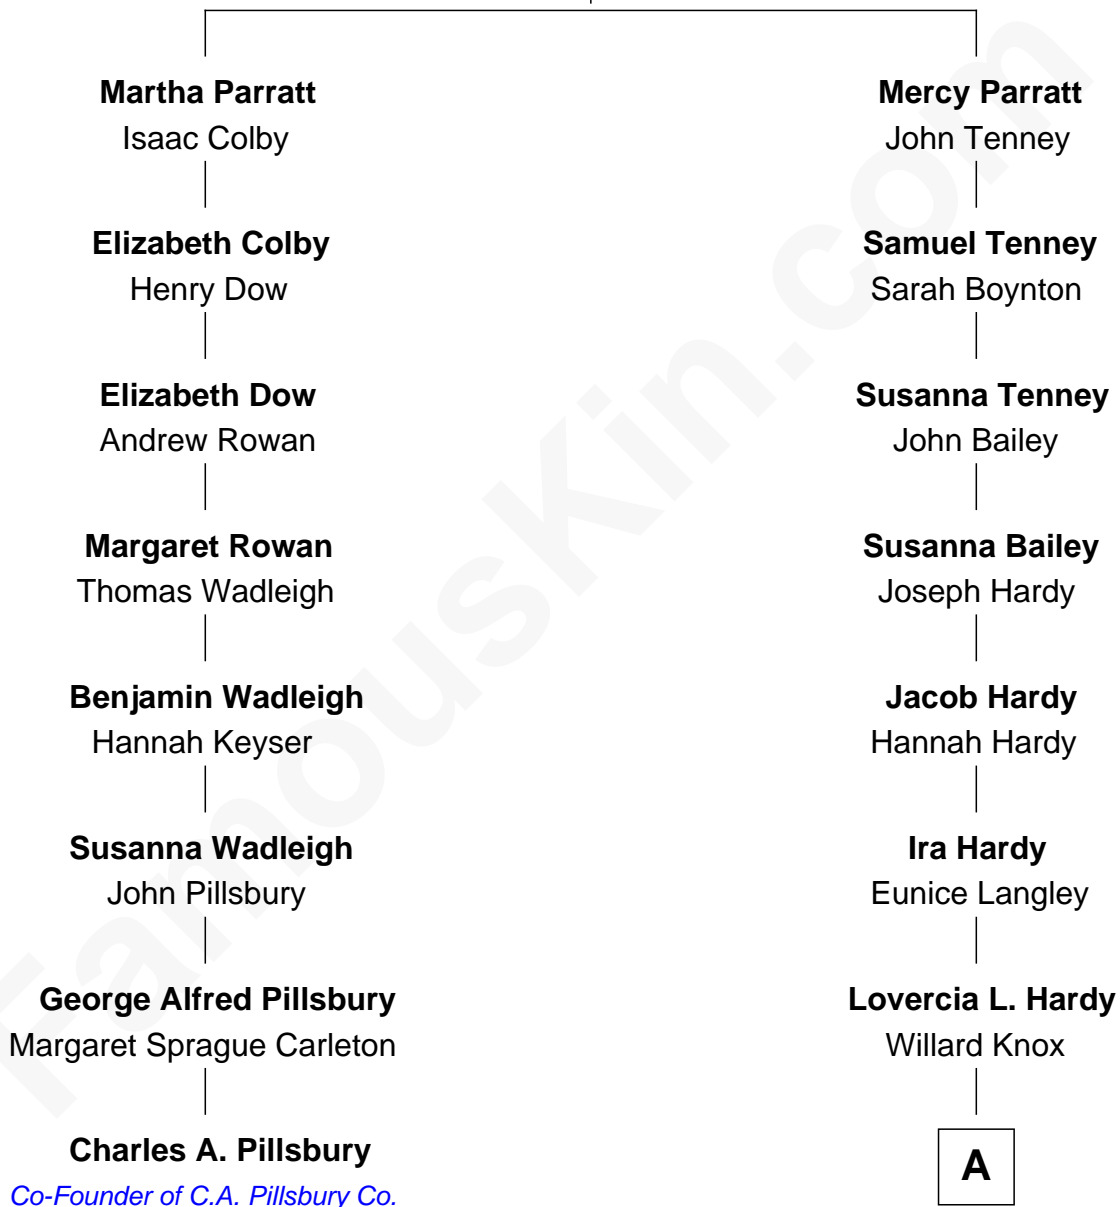 Martha Parratt
Isaac Colby
Mercy Parratt
John Tenney
Elizabeth Colby
Henry Dow
Samuel Tenney
Sarah Boynton
Elizabeth Dow
Andrew Rowan
Susanna Tenney
John Bailey
Margaret Rowan
Thomas Wadleigh
Susanna Bailey
Joseph Hardy
Benjamin Wadleigh
Hannah Keyser
Jacob Hardy
Hannah Hardy
Susanna Wadleigh
John Pillsbury
Ira Hardy
Eunice Langley
George Alfred Pillsbury
Margaret Sprague Carleton
Lovercia L. Hardy
Willard Knox
Charles A. Pillsbury
Co-Founder of C.A. Pillsbury Co.
A
FamousKin.com